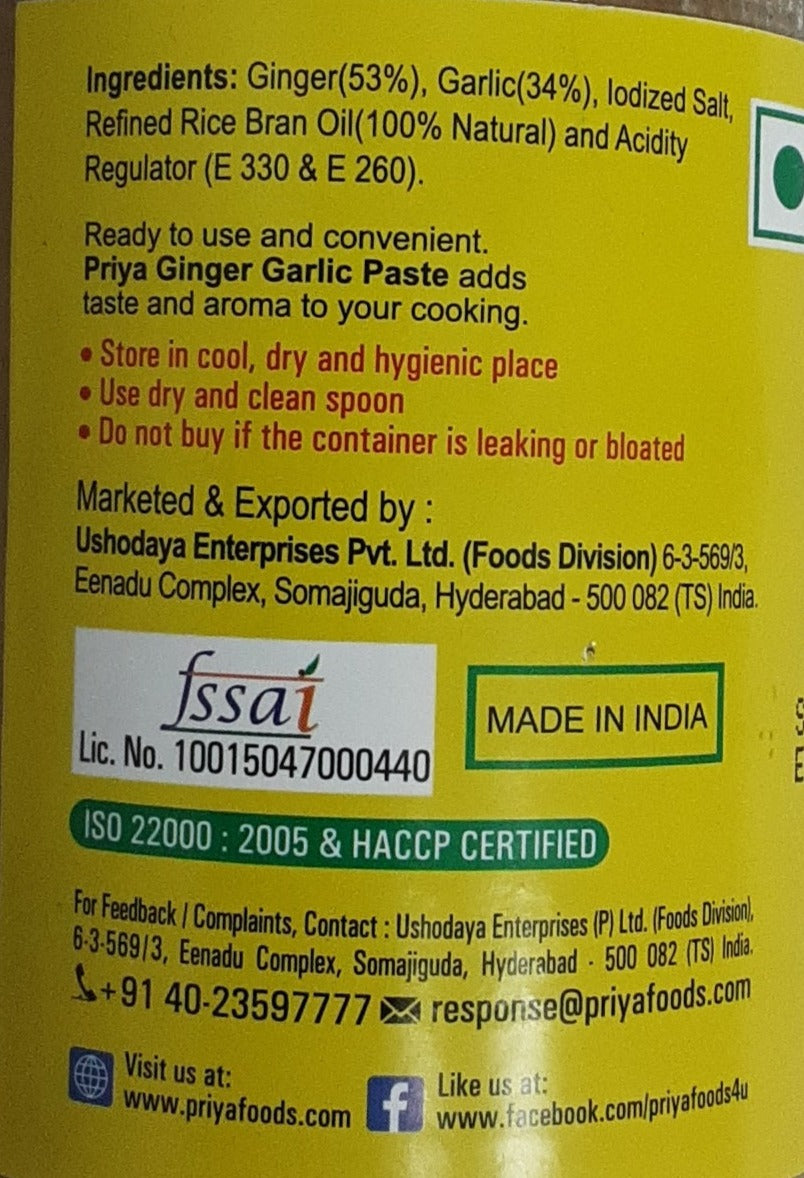 Ingredients: Ginger(53%), Garlic(34%), Iodized Salt,
Refined Rice Bran Oil(100% Natural) and Acidity
Regulator (E 330 & E 260).
Ready to use and convenient.
Priya Ginger Garlic Paste adds
taste and aroma to your cooking.
• Store in cool, dry and hygienic place
• Use dry and clean spoon
• Do not buy if the container is leaking or bloated
Marketed & Exported by :
Ushodaya Enterprises Pvt. Ltd. (Foods Division) 6-3-569/3,
Eenadu Complex, Somajiguda, Hyderabad - 500 082 (TS) India.
fssai
Lic. No. 10015047000440
MADE IN INDIA
ISO 22000 : 2005 & HACCP CERTIFIED
For Feedback / Complaints, Contact : Ushodaya Enterprises (P) Ltd. (Foods Division),
6-3-569/3, Eenadu Complex, Somajiguda, Hyderabad - 500 082 (TS) India.
+91 40-23597777 response@priyafoods.com
Visit us at:
www.priyafoods.com
Like us at:
www.facebook.com/priyafoods4u